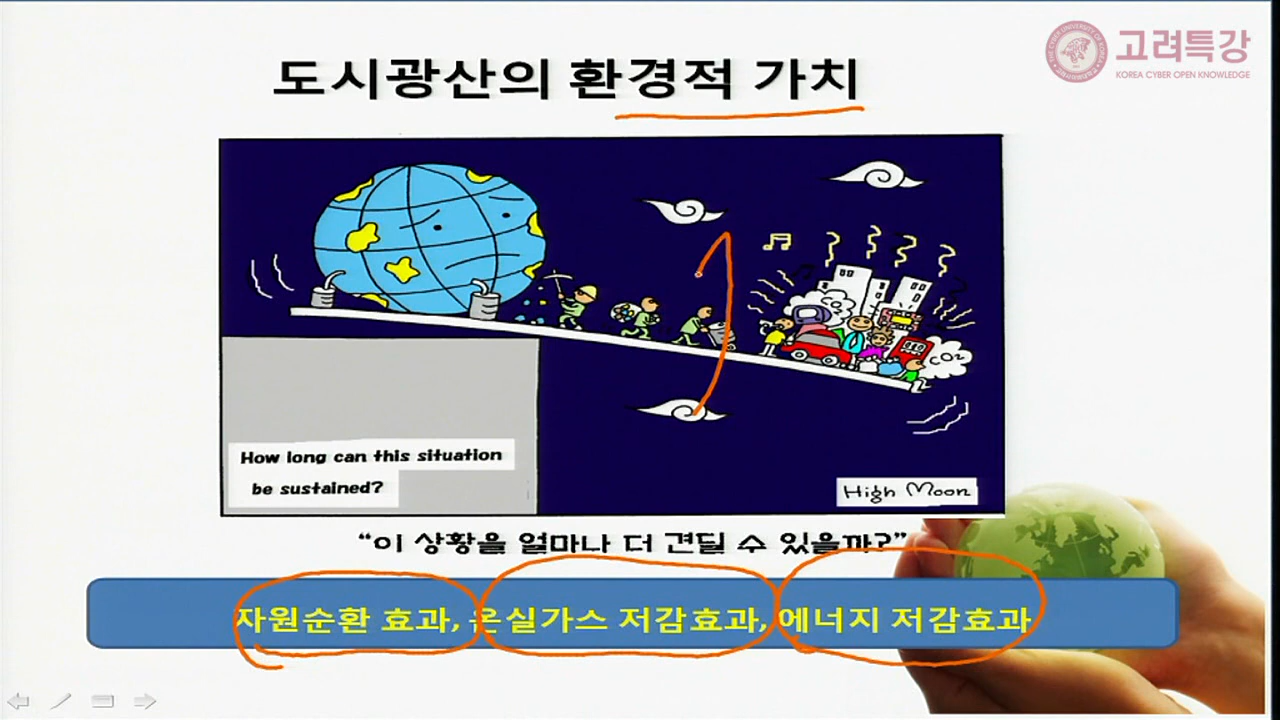 고려특강
KOREA CYBER OPEN KNOWLEDGE
도시광산의 환경적 가치
CO2
How long can this situation
be sustained?
High Moon
“이 상황을 얼마나 더 견딜 수 있을까?”
자원순환 효과, 온실가스 저감효과, 에너지 저감효과